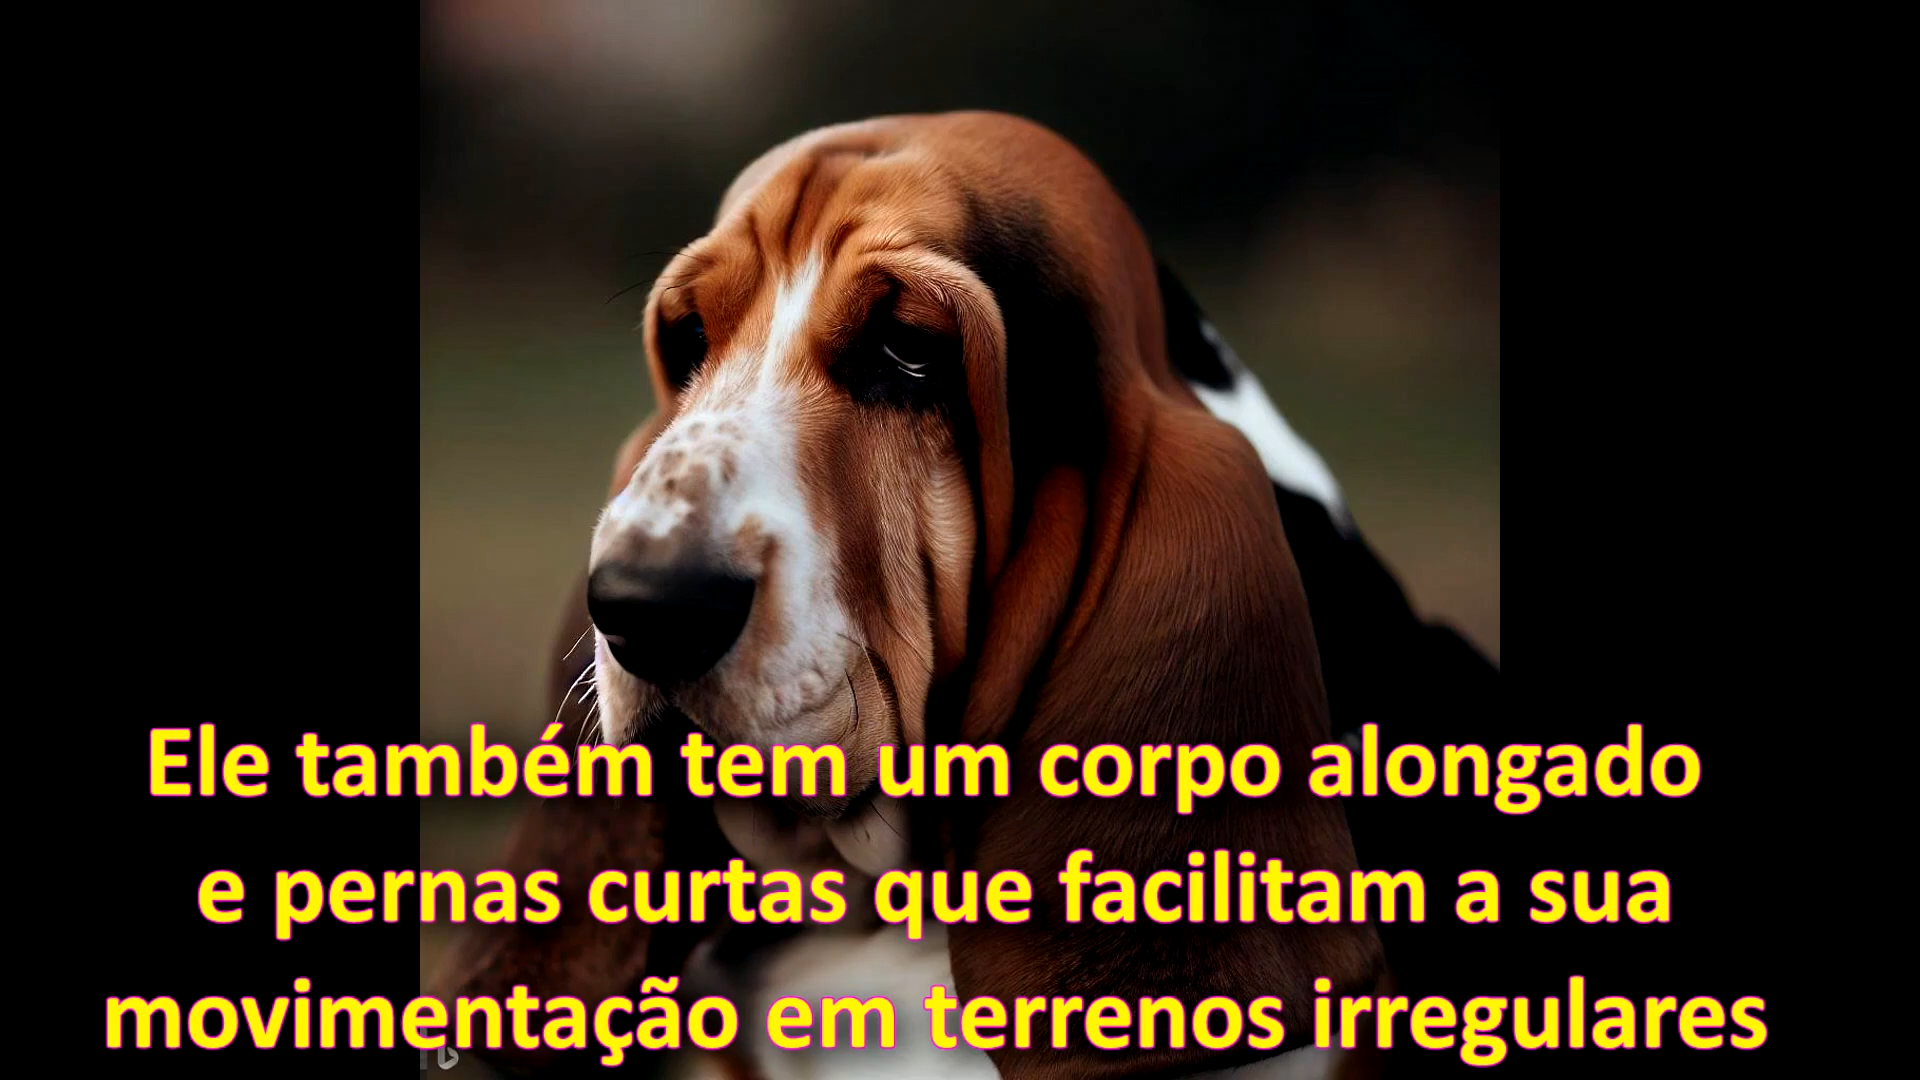 Ele também tem um corpo alongado
e pernas curtas que facilitam a sua
movimentação em terrenos irregulares